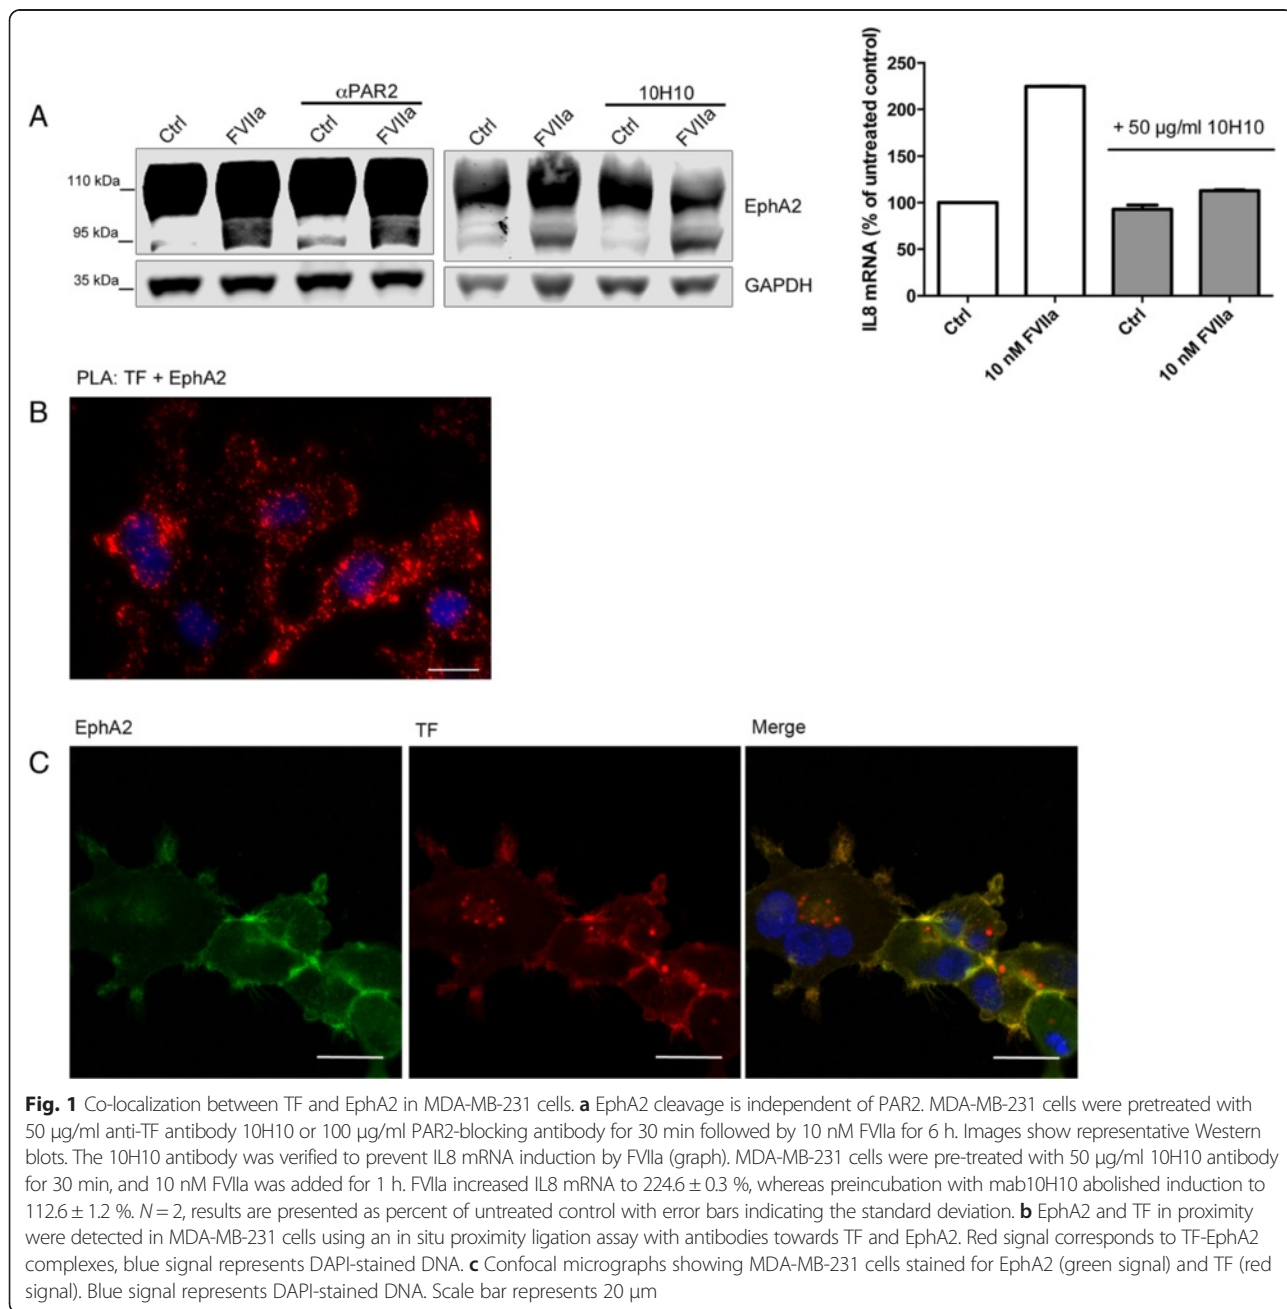 A
αPAR2
10H10
Ctrl
FVIIa
Ctrl
FVIIa
Ctrl
FVIIa
Ctrl
FVIIa
110 kDa
95 kDa
35 kDa
EphA2
GAPDH
IL8 mRNA (% of untreated control)
250
200
150
100
50
0
+ 50 µg/ml 10H10
Ctrl
10 nM FVIIa
Ctrl
10 nM FVIIa
PLA: TF + EphA2
B
EphA2
TF
Merge
C
Fig. 1 Co-localization between TF and EphA2 in MDA-MB-231 cells. a EphA2 cleavage is independent of PAR2. MDA-MB-231 cells were pretreated with
50 µg/ml anti-TF antibody 10H10 or 100 µg/ml PAR2-blocking antibody for 30 min followed by 10 nM FVIIa for 6 h. Images show representative Western
blots. The 10H10 antibody was verified to prevent IL8 mRNA induction by FVIIa (graph). MDA-MB-231 cells were pre-treated with 50 µg/ml 10H10 antibody
for 30 min, and 10 nM FVIIa was added for 1 h. FVIIa increased IL8 mRNA to 224.6 ± 0.3 %, whereas preincubation with mab10H10 abolished induction to
112.6 ± 1.2 %. N = 2, results are presented as percent of untreated control with error bars indicating the standard deviation. b EphA2 and TF in proximity
were detected in MDA-MB-231 cells using an in situ proximity ligation assay with antibodies towards TF and EphA2. Red signal corresponds to TF-EphA2
complexes, blue signal represents DAPI-stained DNA. c Confocal micrographs showing MDA-MB-231 cells stained for EphA2 (green signal) and TF (red
signal). Blue signal represents DAPI-stained DNA. Scale bar represents 20 µm